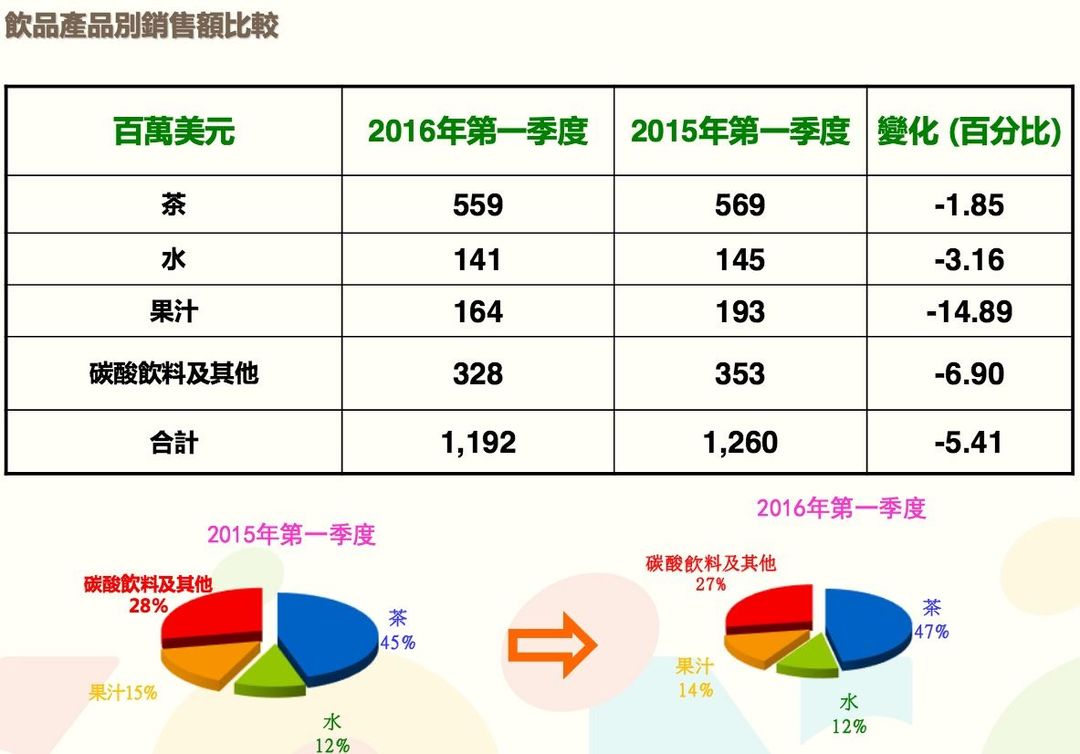 飲品產品別銷售額比較
百萬美元 2016年第一季度 2015年第一季度 變化 (百分比)
茶 559 569 -1.85
水 141 145 -3.16
果汁 164 193 -14.89
碳酸飲料及其他 328 353 -6.90
合計 1,192 1,260 -5.41
2015年第一季度
碳酸飲料及其他
28%
茶
45%
果汁15%
水
12%
2016年第一季度
碳酸飲料及其他
27%
茶
47%
果汁
14%
水
12%